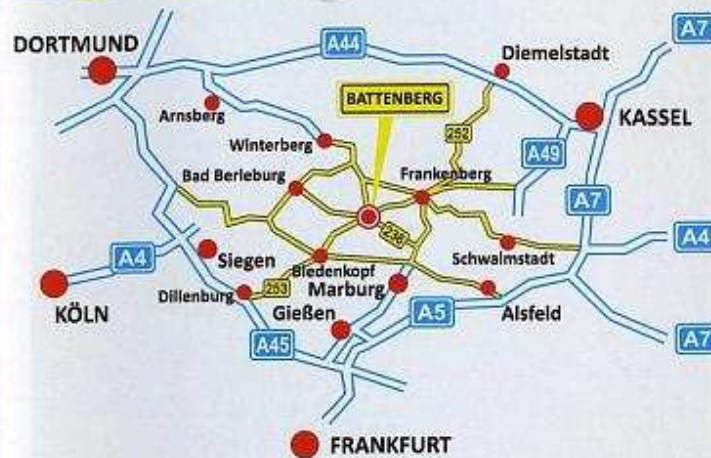 A7
DORTMUND
A44
Diemelstadt
BATTENBERG
Arnsberg
KASSEL
252
Winterberg
A49
Bad Berleburg
Frankenberg
A7
236
A4
A4
Siegen
Schwalmstadt
Biedenkopf
253
Marburg
KÖLN
Dillenburg
Alsfeld
Gießen
A5
A7
A45
FRANKFURT